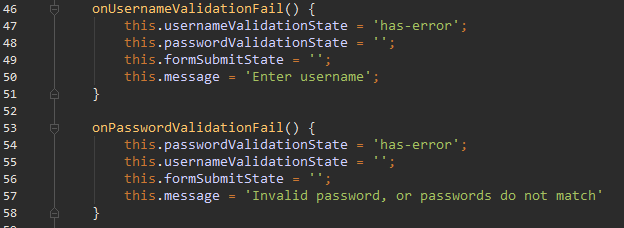 46 onUsernameValidationFail() {
47 this.usernameValidationState = 'has-error';
48 this.passwordValidationState = '';
49 this.formSubmitState = '';
50 this.message = 'Enter username';
51 }
52
53 onPasswordValidationFail() {
54 this.passwordValidationState = 'has-error';
55 this.usernameValidationState = '';
56 this.formSubmitState = '';
57 this.message = 'Invalid password, or passwords do not match'
58 }